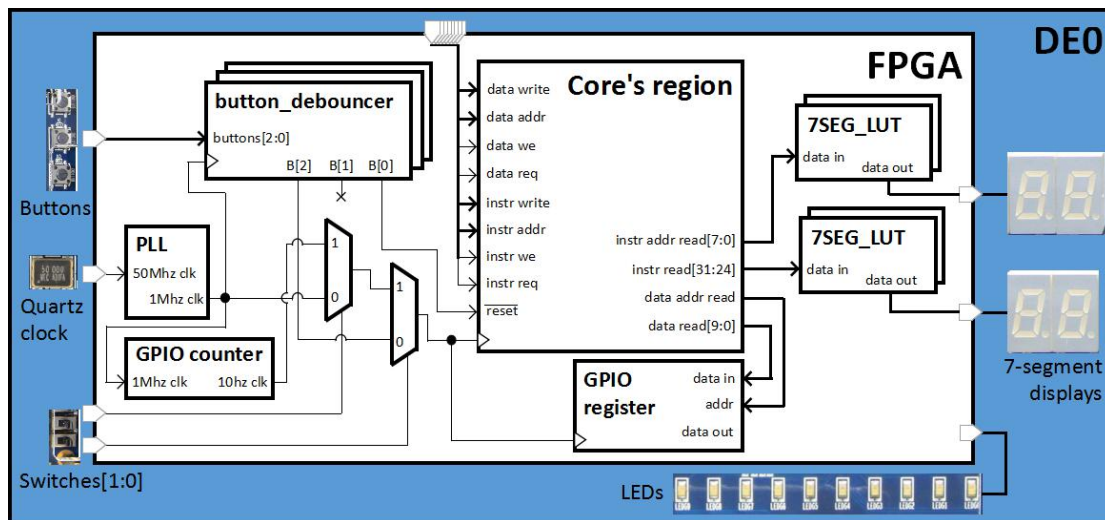 DE0
FPGA
button_debouncer
buttons[2:0]
B[2]
B[1]
B[0]
Buttons
PLL
50Mhz clk
1Mhz clk
Quartz
clock
GPIO counter
1Mhz clk
10hz clk
Switches[1:0]
1
0
1
0
Core's region
data write
data addr
data we
data req
instr write
instr addr
instr we
instr req
reset
instr addr read[7:0]
instr read[31:24]
data addr read
data read[9:0]
GPIO
register
data in
addr
data out
7SEG_LUT
data in
data out
7SEG_LUT
data in
data out
7-segment
displays
LEDs